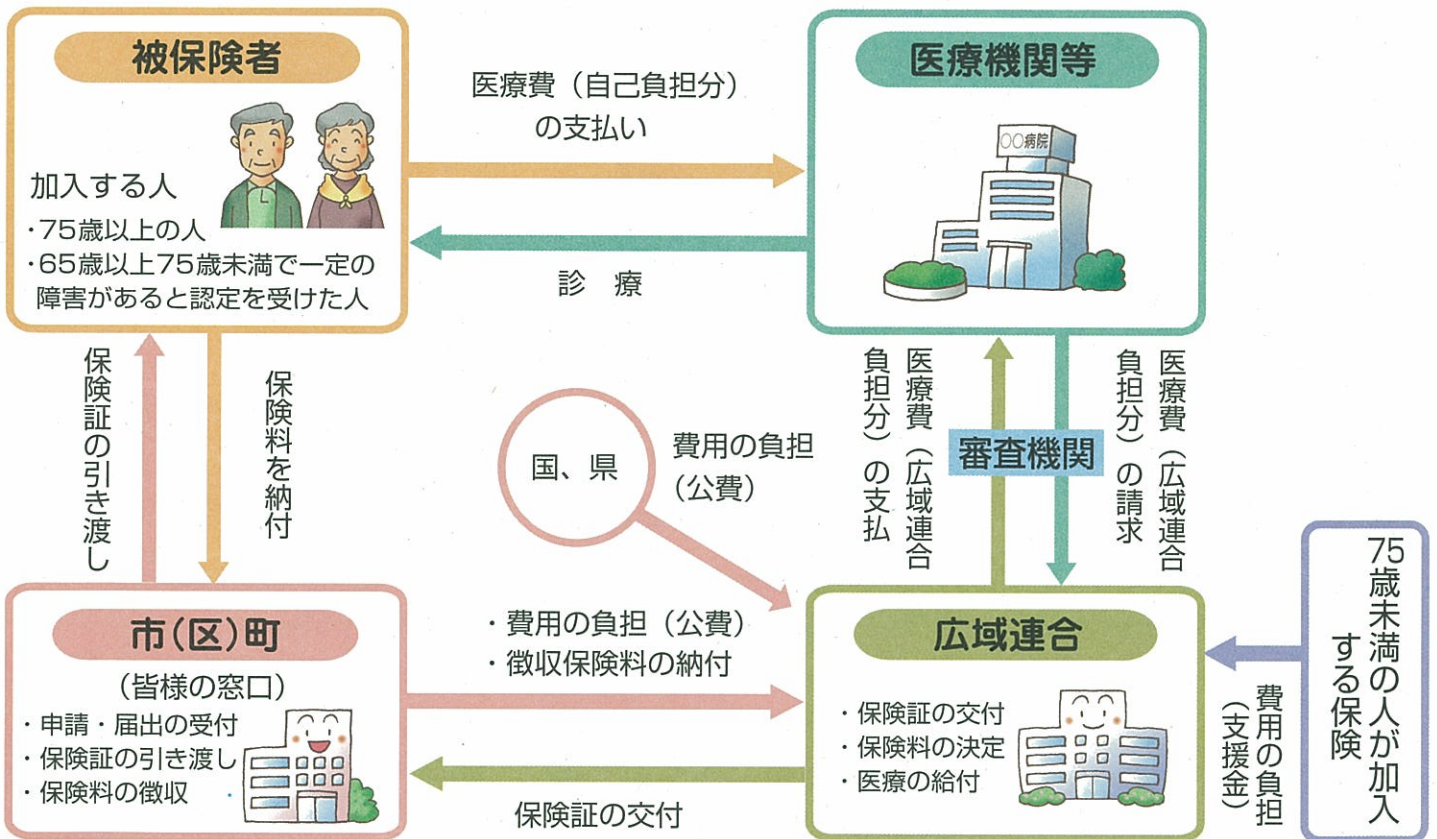 被保険者
加入する人
・75歳以上の人
・65歳以上75歳未満で一定の
障害があると認定を受けた人
医療費（自己負担分）
の支払い
診　療
医療機関等
○○病院
保険証の引き渡し
保険料を納付
国、県
費用の負担
（公費）
医療費（広域連合
負担分）の支払
審査機関
医療費（広域連合
負担分）の請求
市(区)町
（皆様の窓口）
・申請・届出の受付
・保険証の引き渡し
・保険料の徴収
・費用の負担（公費）
・徴収保険料の納付
保険証の交付
広域連合
・保険証の交付
・保険料の決定
・医療の給付
費用の負担
（支援金）
75歳未満の人が加入
する保険